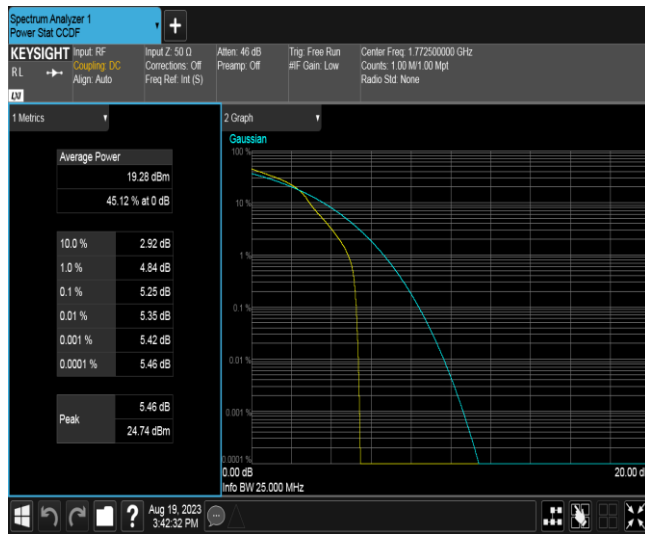 Spectrum Analyzer 1
Power Stat CCDF
+
KEYSIGHT
RL
LXI
Input: RF
Coupling: DC
Align: Auto
Input Z: 50 Ω
Corrections: Off
Freq Ref: Int (S)
Atten: 46 dB
Preamp: Off
Trig: Free Run
#IF Gain: Low
Center Freq: 1.772500000 GHz
Counts: 1.00 M/1.00 Mpt
Radio Std: None
1 Metrics
Average Power
19.28 dBm
45.12 % at 0 dB
10.0 % 2.92 dB
1.0 % 4.84 dB
0.1 % 5.25 dB
0.01 % 5.35 dB
0.001 % 5.42 dB
0.0001 % 5.46 dB
Peak
5.46 dB
24.74 dBm
2 Graph
Gaussian
100 %
10 %
1 %
0.1 %
0.01 %
0.001 %
0.0001 %
0.00 dB
20.00 d
Info BW 25.000 MHz
?
Aug 19, 2023
3:42:32 PM